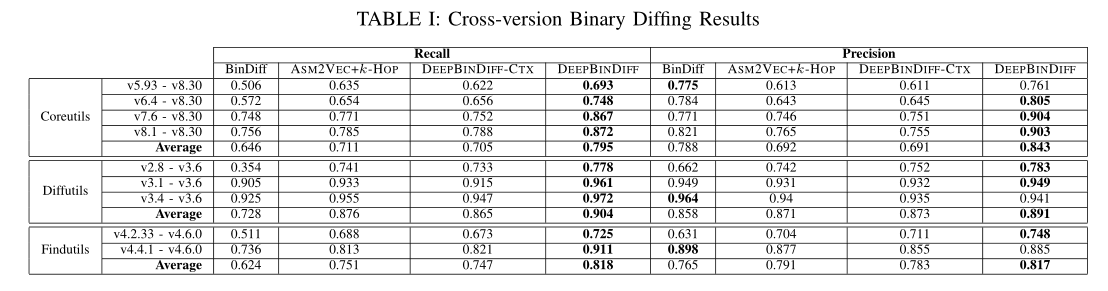 TABLE I: Cross-version Binary Diffing Results
Recall Precision
BinDiff ASM2VEC+k-HOP DEEPBINDIFF-CTX DEEPBINDIFF BinDiff ASM2VEC+k-HOP DEEPBINDIFF-CTX DEEPBINDIFF
Coreutils
v5.93 - v8.30 0.506 0.635 0.622 0.693 0.775 0.613 0.611 0.761
v6.4 - v8.30 0.572 0.654 0.656 0.748 0.784 0.643 0.645 0.805
v7.6 - v8.30 0.748 0.771 0.752 0.867 0.771 0.746 0.751 0.904
v8.1 - v8.30 0.756 0.785 0.788 0.872 0.821 0.765 0.755 0.903
Average 0.646 0.711 0.705 0.795 0.788 0.692 0.691 0.843
Diffutils
v2.8 - v3.6 0.354 0.741 0.733 0.778 0.662 0.742 0.752 0.783
v3.1 - v3.6 0.905 0.933 0.915 0.961 0.949 0.931 0.932 0.949
v3.4 - v3.6 0.925 0.955 0.947 0.972 0.964 0.94 0.935 0.941
Average 0.728 0.876 0.865 0.904 0.858 0.871 0.873 0.891
Findutils
v4.2.33 - v4.6.0 0.511 0.688 0.673 0.725 0.631 0.704 0.711 0.748
v4.4.1 - v4.6.0 0.736 0.813 0.821 0.911 0.898 0.877 0.855 0.885
Average 0.624 0.751 0.747 0.818 0.765 0.791 0.783 0.817